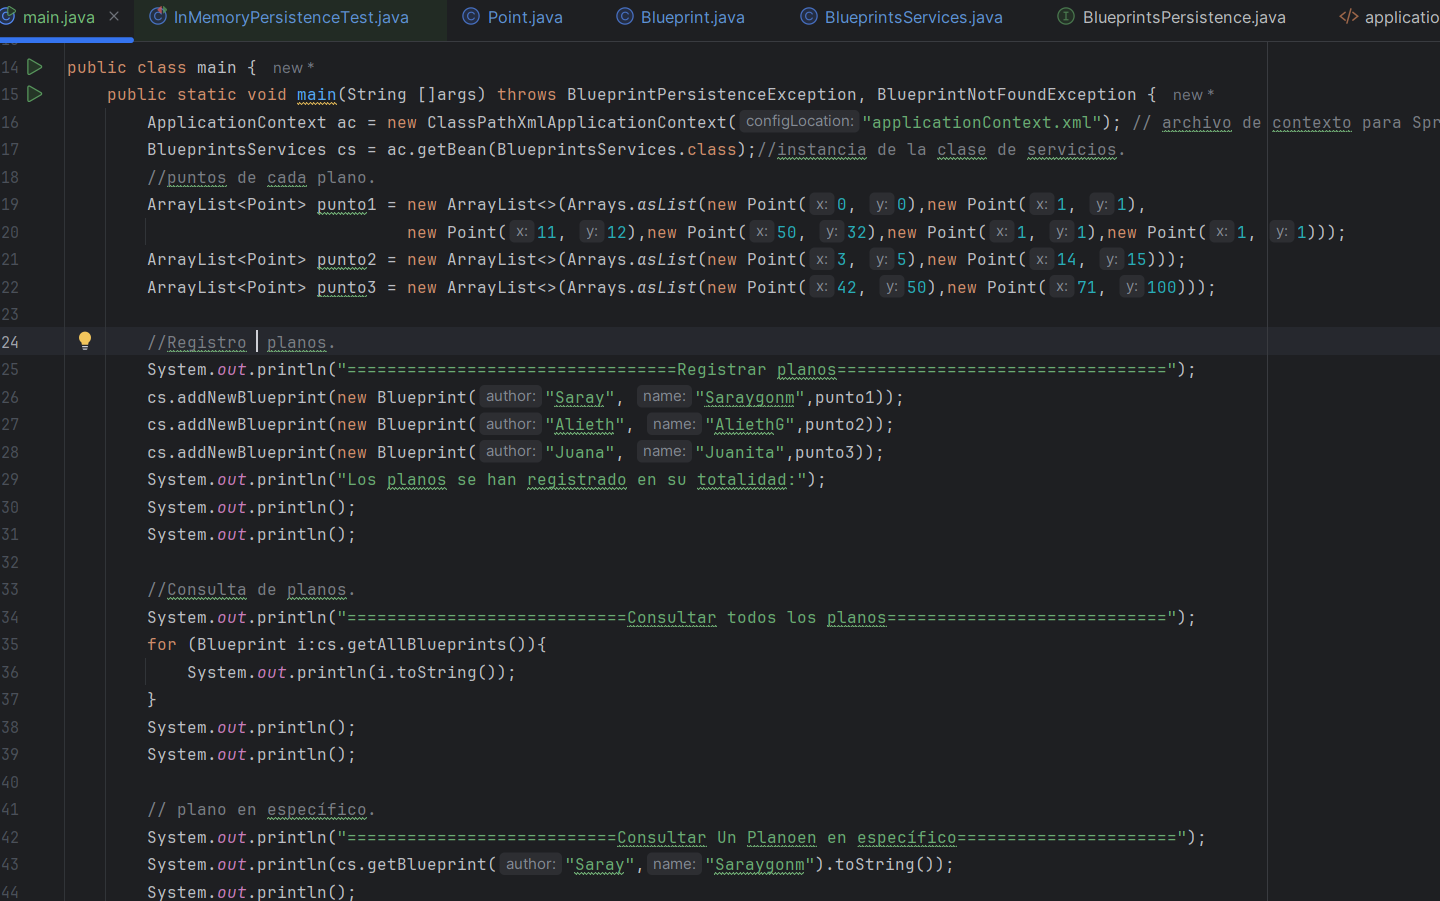 main.java InMemoryPersistenceTest.java Point.java Blueprint.java BlueprintsServices.java BlueprintsPersistence.java applicatio
14 public class main { new *
15 public static void main(String []args) throws BlueprintPersistenceException, BlueprintNotFoundException { new *
16 ApplicationContext ac = new ClassPathXmlApplicationContext( configLocation: "applicationContext.xml"); // archivo de contexto para Spr
17 BlueprintsServices cs = ac.getBean(BlueprintsServices.class);//instancia de la clase de servicios.
18 //puntos de cada plano.
19 ArrayList<Point> punto1 = new ArrayList<>(Arrays.asList(new Point( x: 0, y: 0),new Point( x: 1, y: 1),
20 new Point( x: 11, y: 12),new Point( x: 50, y: 32),new Point( x: 1, y: 1),new Point( x: 1, y: 1)));
21 ArrayList<Point> punto2 = new ArrayList<>(Arrays.asList(new Point( x: 3, y: 5),new Point( x: 14, y: 15)));
22 ArrayList<Point> punto3 = new ArrayList<>(Arrays.asList(new Point( x: 42, y: 50),new Point( x: 71, y: 100)));
23
24 //Registro planos.
25 System.out.println("=================================Registrar planos=================================");
26 cs.addNewBlueprint(new Blueprint( author: "Saray", name: "Saraygonm",punto1));
27 cs.addNewBlueprint(new Blueprint( author: "Alieth", name: "AliethG",punto2));
28 cs.addNewBlueprint(new Blueprint( author: "Juana", name: "Juanita",punto3));
29 System.out.println("Los planos se han registrado en su totalidad:");
30 System.out.println();
31 System.out.println();
32
33 //Consulta de planos.
34 System.out.println("============================Consultar todos los planos============================");
35 for (Blueprint i:cs.getAllBlueprints()){
36 System.out.println(i.toString());
37 }
38 System.out.println();
39 System.out.println();
40
41 // plano en específico.
42 System.out.println("===========================Consultar Un Planoen en específico======================");
43 System.out.println(cs.getBlueprint( author: "Saray", name: "Saraygonm").toString());
44 System.out.println();